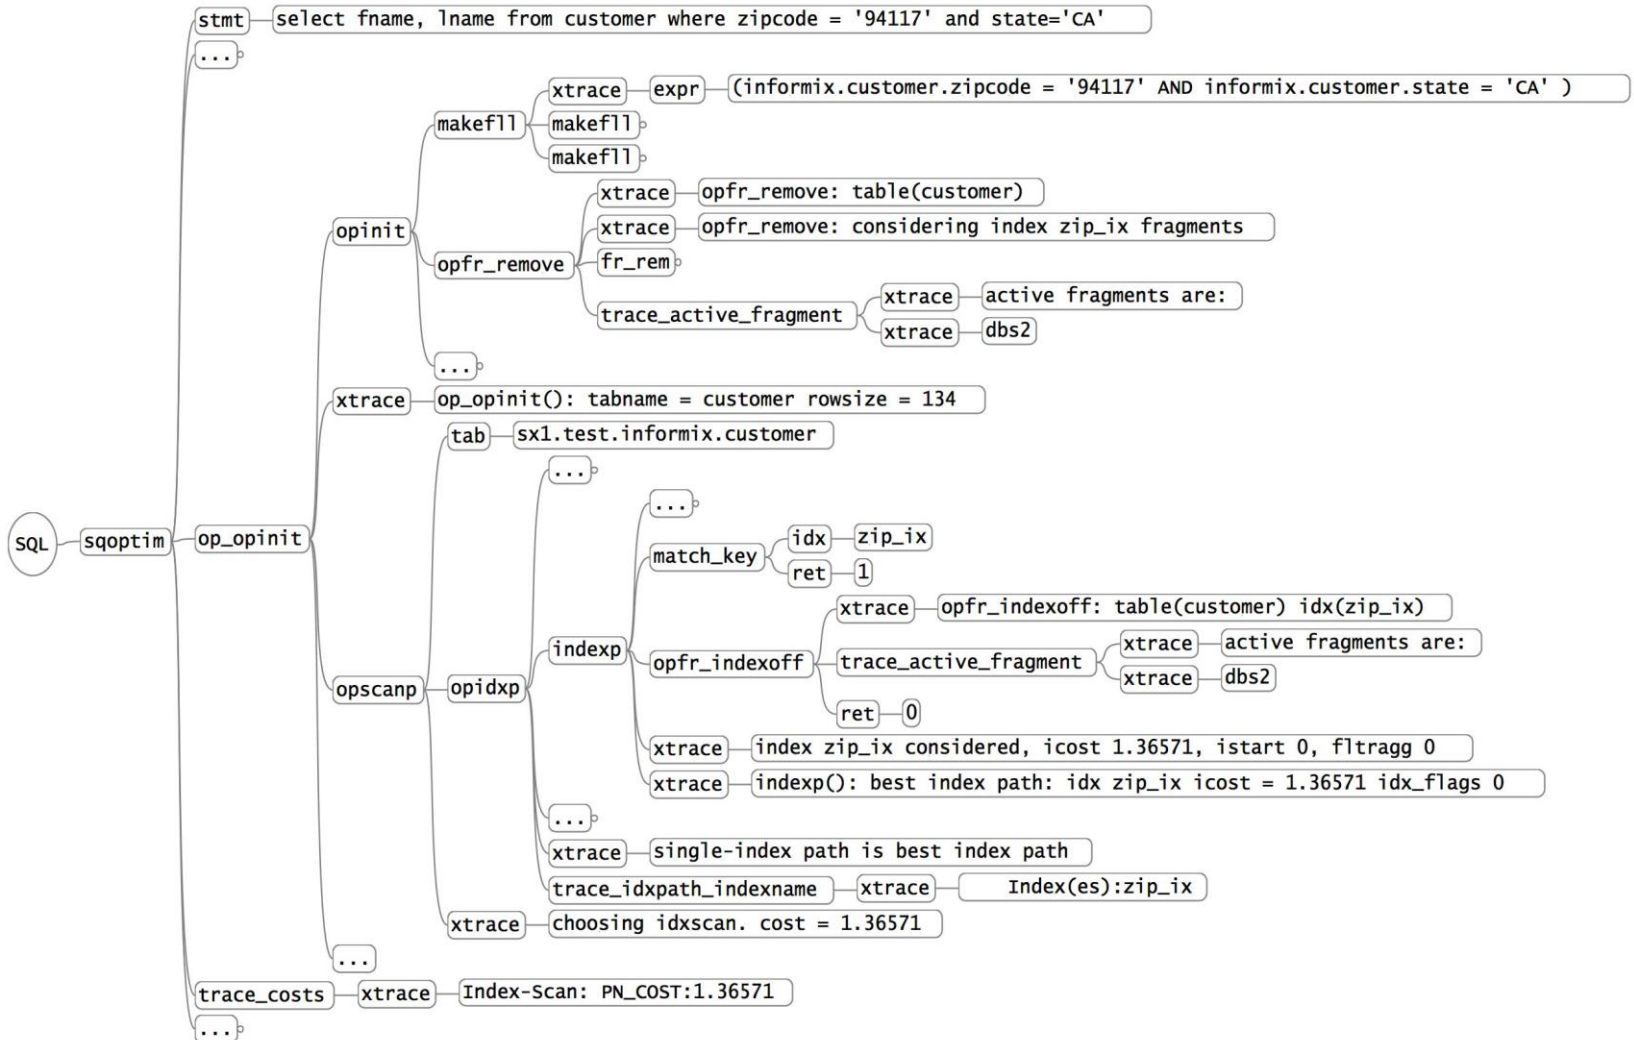 stmt select fname, lname from customer where zipcode = '94117' and state='CA'
...
xtrace expr (informix.customer.zipcode = '94117' AND informix.customer.state = 'CA' )
makefll makefll
makefll
xtrace opfr_remove: table(customer)
opinit xtrace opfr_remove: considering index zip_ix fragments
opfr_remove fr_rem
xtrace active fragments are:
trace_active_fragment
xtrace dbs2
...
xtrace op_opinit(): tabname = customer rowsize = 134
tab sx1.test.informix.customer
...
...
SQL sqoptim op_opinit
idx zip_ix
match_key
ret 1
xtrace opfr_indexoff: table(customer) idx(zip_ix)
xtrace active fragments are:
indexp opfr_indexoff trace_active_fragment
xtrace dbs2
opscanp opidxp
ret 0
xtrace index zip_ix considered, icost 1.36571, istart 0, fltragg 0
xtrace indexp(): best index path: idx zip_ix icost = 1.36571 idx_flags 0
...
xtrace single-index path is best index path
trace_idxpath_indexname xtrace Index(es):zip_ix
xtrace choosing idxscan. cost = 1.36571
...
trace_costs xtrace Index-Scan: PN_COST:1.36571
...